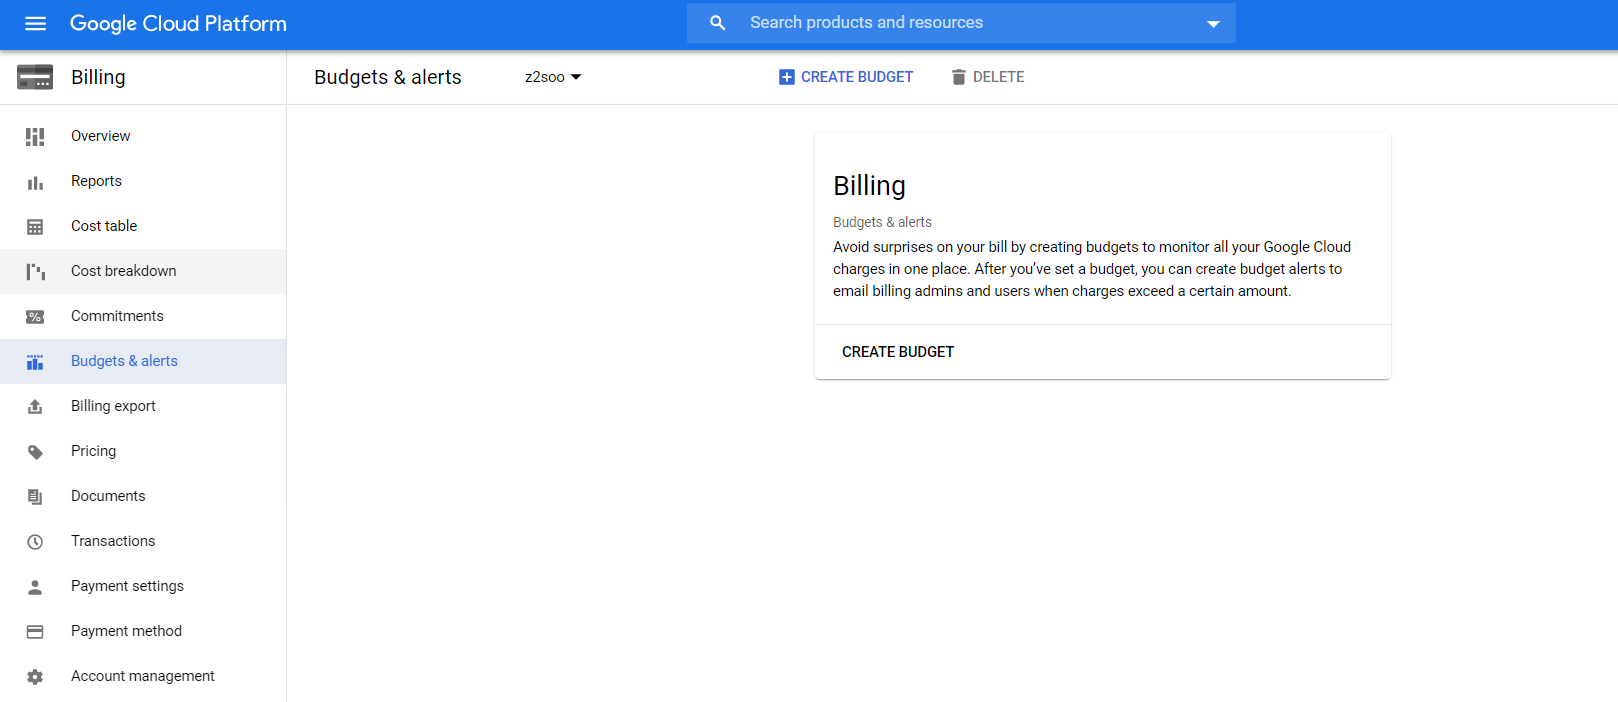 Google Cloud Platform
Search products and resources
Billing
Budgets & alerts
z2soo
CREATE BUDGET
DELETE
Overview
Reports
Cost table
Cost breakdown
Commitments
Budgets & alerts
Billing export
Pricing
Documents
Transactions
Payment settings
Payment method
Account management
Billing
Budgets & alerts
Avoid surprises on your bill by creating budgets to monitor all your Google Cloud
charges in one place. After you’ve set a budget, you can create budget alerts to
email billing admins and users when charges exceed a certain amount.
CREATE BUDGET